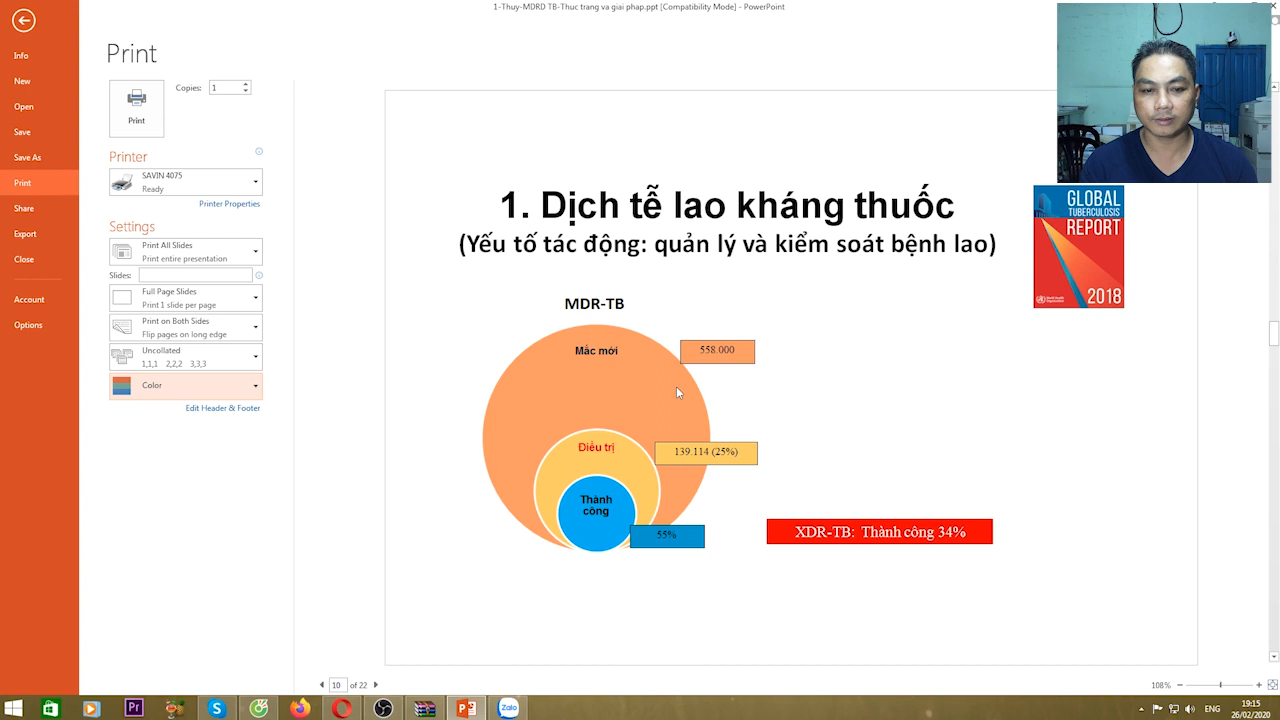 1-Thuy-MDRD TB-Thuc trang va giai phap.ppt [Compatibility Mode] - PowerPoint
Info
New
Open
Save
Save As
Print
Share
Export
Close
Account
Options
Print
Copies: 1
Print
Printer
SAVIN 4075
Ready
Printer Properties
Settings
Print All Slides
Print entire presentation
Slides:
Full Page Slides
Print 1 slide per page
Print on Both Sides
Flip pages on long edge
Uncollated
1,1,1 2,2,2 3,3,3
Color
Edit Header & Footer
1. Dịch tễ lao kháng thuốc
(Yếu tố tác động: quản lý và kiểm soát bệnh lao)
GLOBAL
TUBERCULOSIS
REPORT
World Health
Organization
2018
MDR-TB
Mắc mới
558.000
Điều trị
139.114 (25%)
Thành
công
55%
XDR-TB: Thành công 34%
10 of 22
108%
Pr
S
Zalo
ENG
19:15
26/02/2020